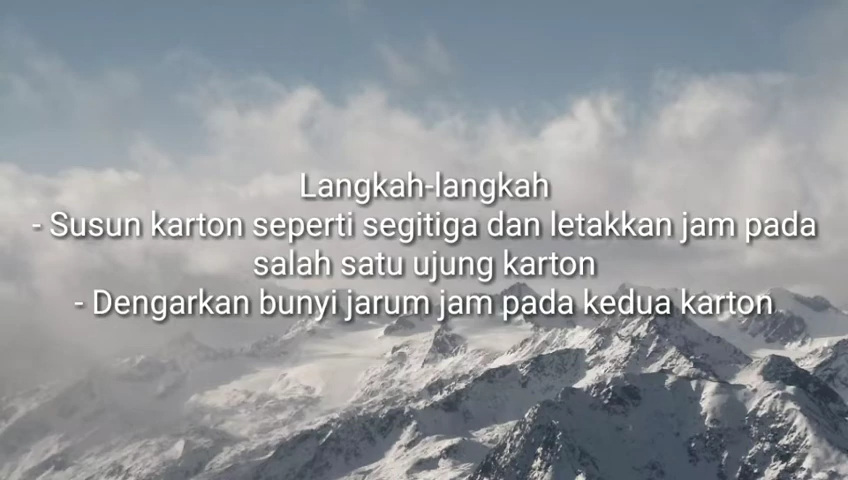 Langkah-langkah
- Susun karton seperti segitiga dan letakkan jam pada
salah satu ujung karton
- Dengarkan bunyi jarum jam pada kedua karton